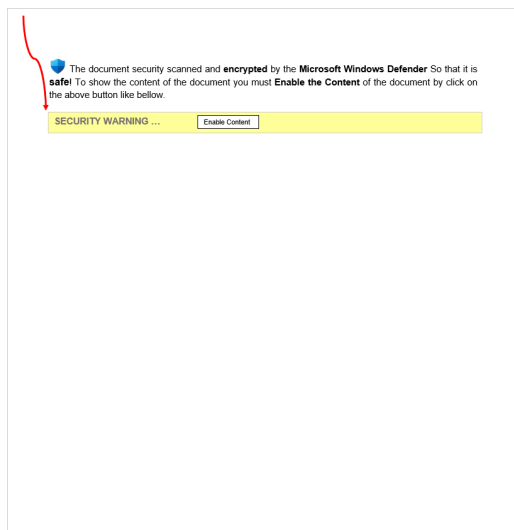 The document security scanned and encrypted by the Microsoft Windows Defender So that it is
safe! To show the content of the document you must Enable the Content of the document by click on
the above button like bellow.
SECURITY WARNING ... Enable Content